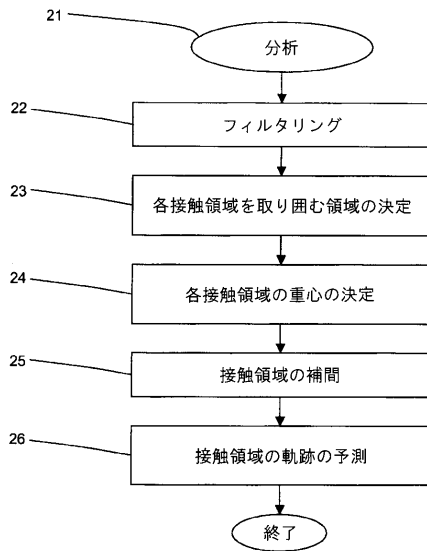 21
分析
22
フィルタリング
23
各接触領域を取り囲む領域の決定
24
各接触領域の重心の決定
25
接触領域の補間
26
接触領域の軌跡の予測
終了